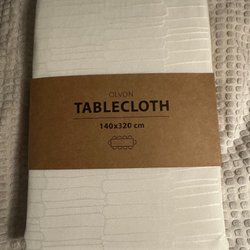 OLVON
TABLECLOTH
140x320 cm